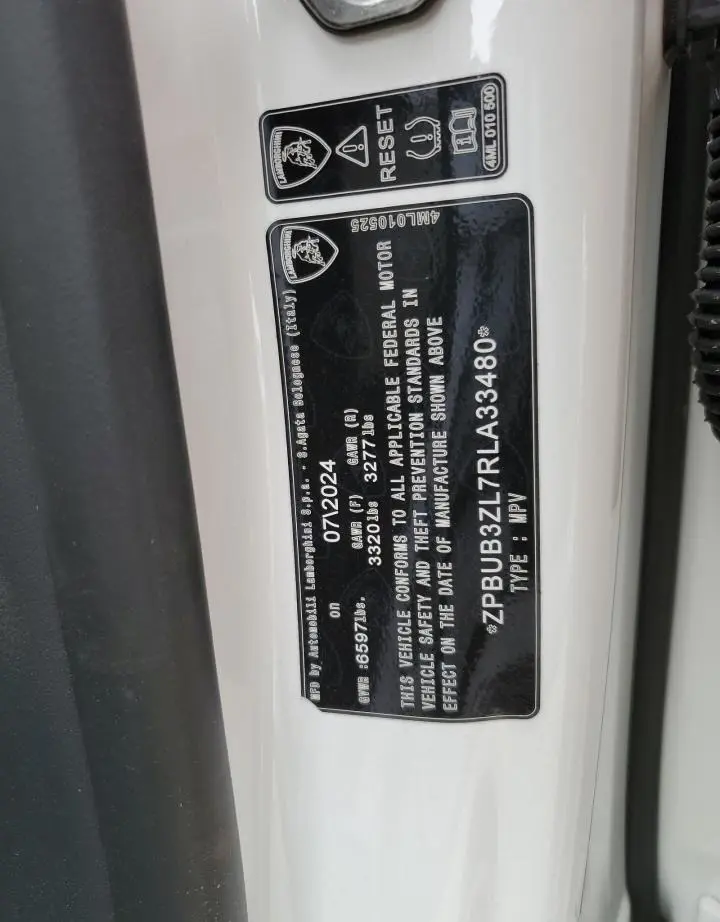 LAMBORGHINI
RESET
4ML 010 500
LAMBORGHINI
4ML010525
MFD by Automobili Lamborghini S.p.a. - S.Agata Bolognese (Italy)
on 07\2024
GAWR (F) GAWR (R)
GVWR :6597lbs. 3320lbs 3277lbs
THIS VEHICLE CONFORMS TO ALL APPLICABLE FEDERAL MOTOR
VEHICLE SAFETY AND THEFT PREVENTION STANDARDS IN
EFFECT ON THE DATE OF MANUFACTURE SHOWN ABOVE
*ZPBUB3ZL7RLA33480*
TYPE : MPV